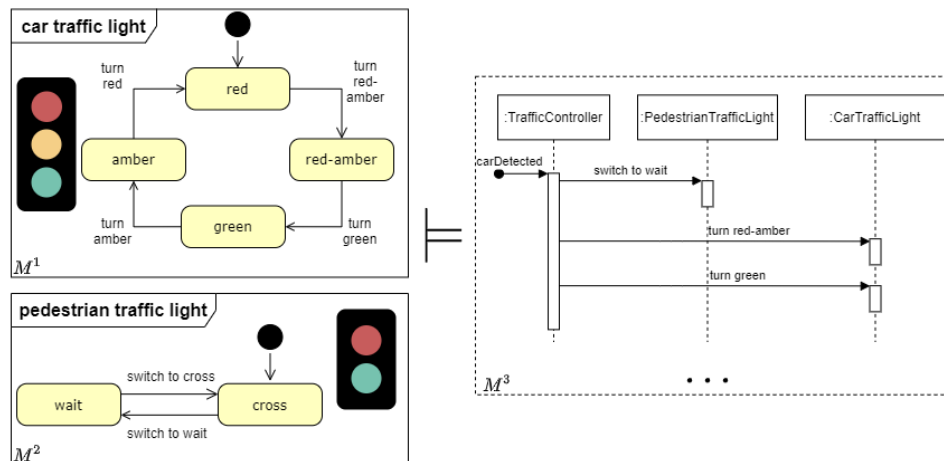 car traffic light
turn
red
red
turn
red-
amber
amber
red-amber
turn
amber
green
turn
green
M¹
pedestrian traffic light
switch to cross
wait
cross
switch to wait
M²
⊨
:TrafficController
:PedestrianTrafficLight
:CarTrafficLight
carDetected
switch to wait
turn red-amber
turn green
M³
. . .